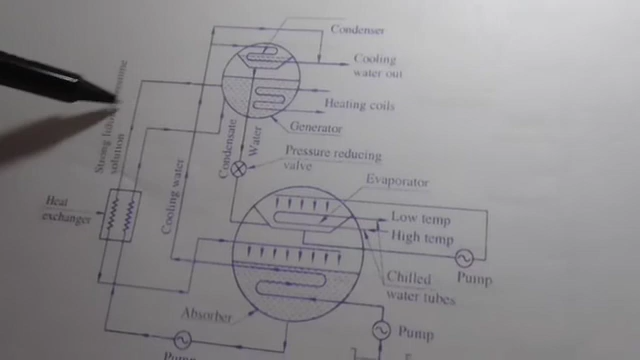 Condenser
Cooling
water out
Heating coils
Generator
Condensate
Water
Pressure reducing
valve
Strong
solution
Cooling water
Evaporator
Heat
exchanger
Low temp
High temp
Pump
Chilled
water tubes
Absorber
Pump
Pump